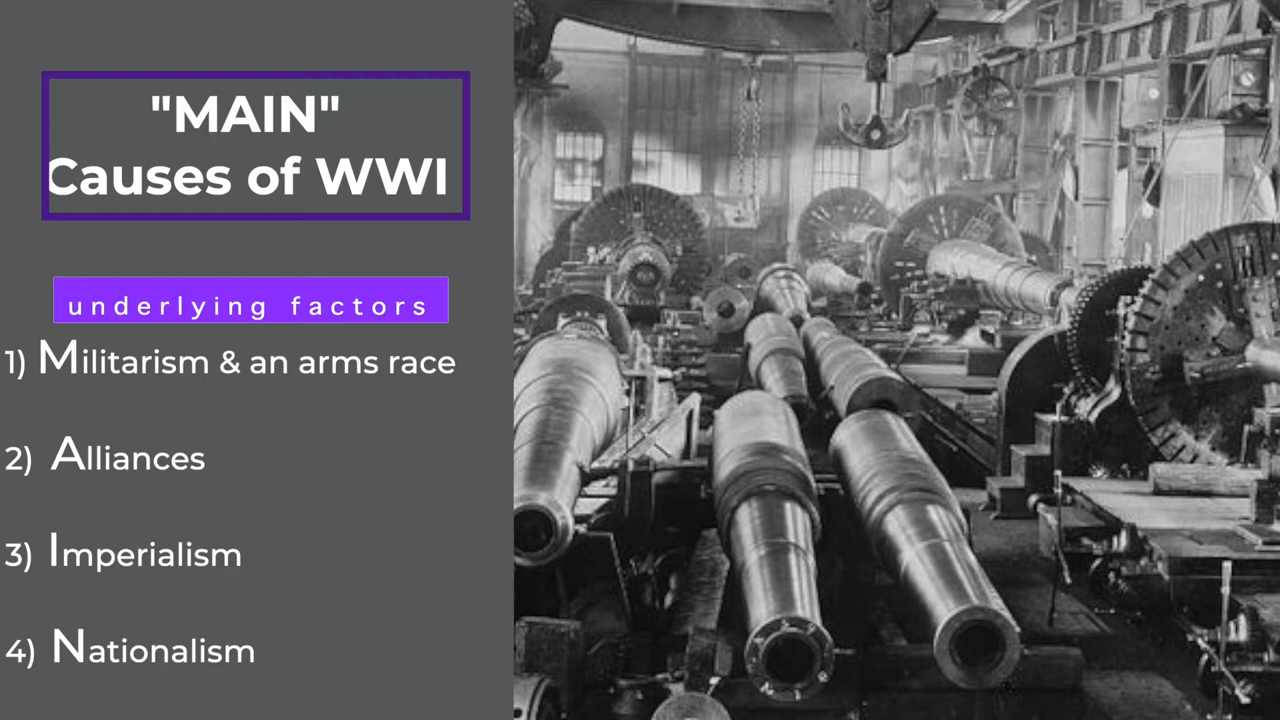 "MAIN"
Causes of WWI
underlying factors
1) Militarism & an arms race
2) Alliances
3) Imperialism
4) Nationalism